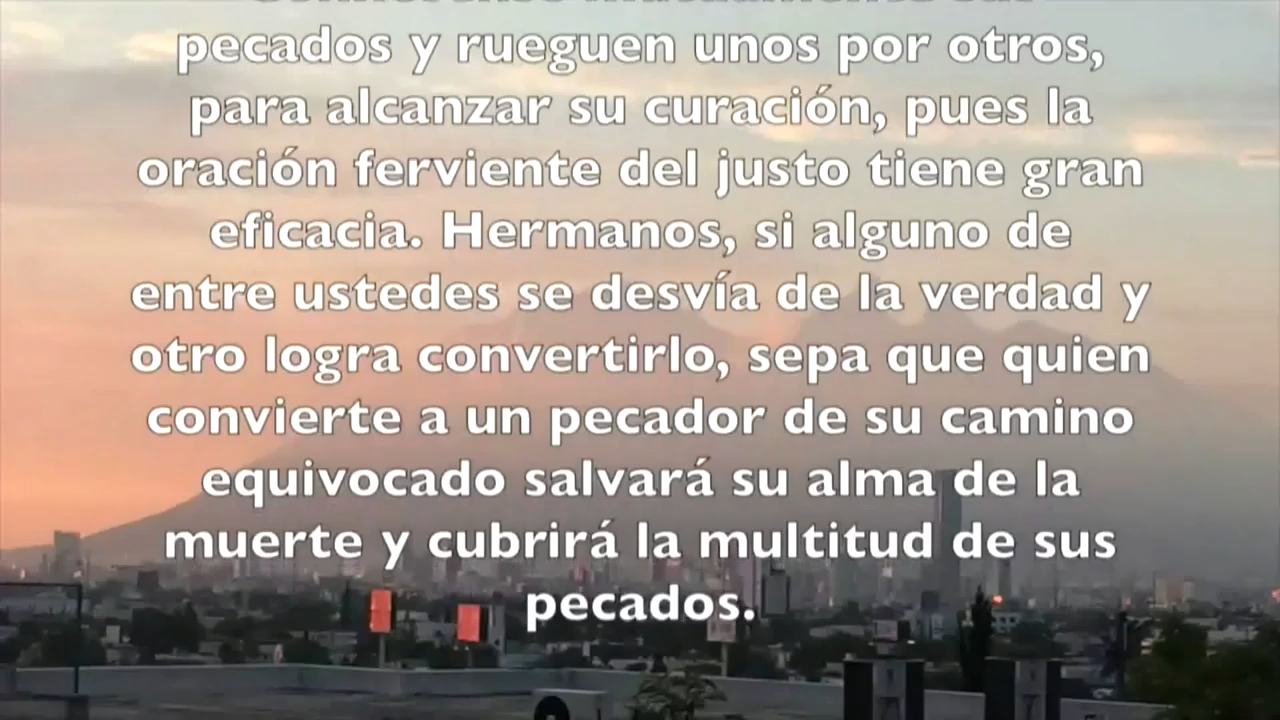 pecados y rueguen unos por otros,
para alcanzar su curación, pues la
oración ferviente del justo tiene gran
eficacia. Hermanos, si alguno de
entre ustedes se desvía de la verdad y
otro logra convertirlo, sepa que quien
convierte a un pecador de su camino
equivocado salvará su alma de la
muerte y cubrirá la multitud de sus
pecados.